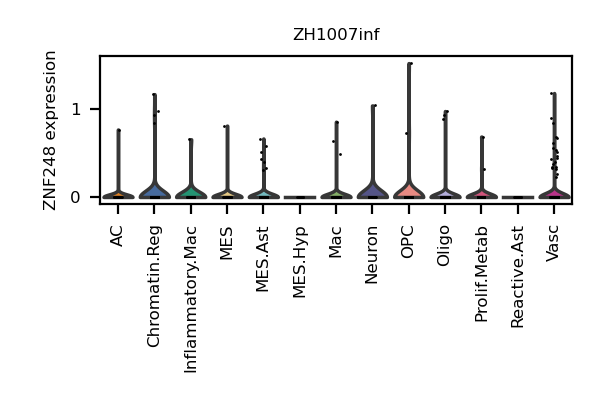 ZH1007inf
ZNF248 expression
1
0
AC
Chromatin.Reg
Inflammatory.Mac
MES
MES.Ast
MES.Hyp
Mac
Neuron
OPC
Oligo
Prolif.Metab
Reactive.Ast
Vasc